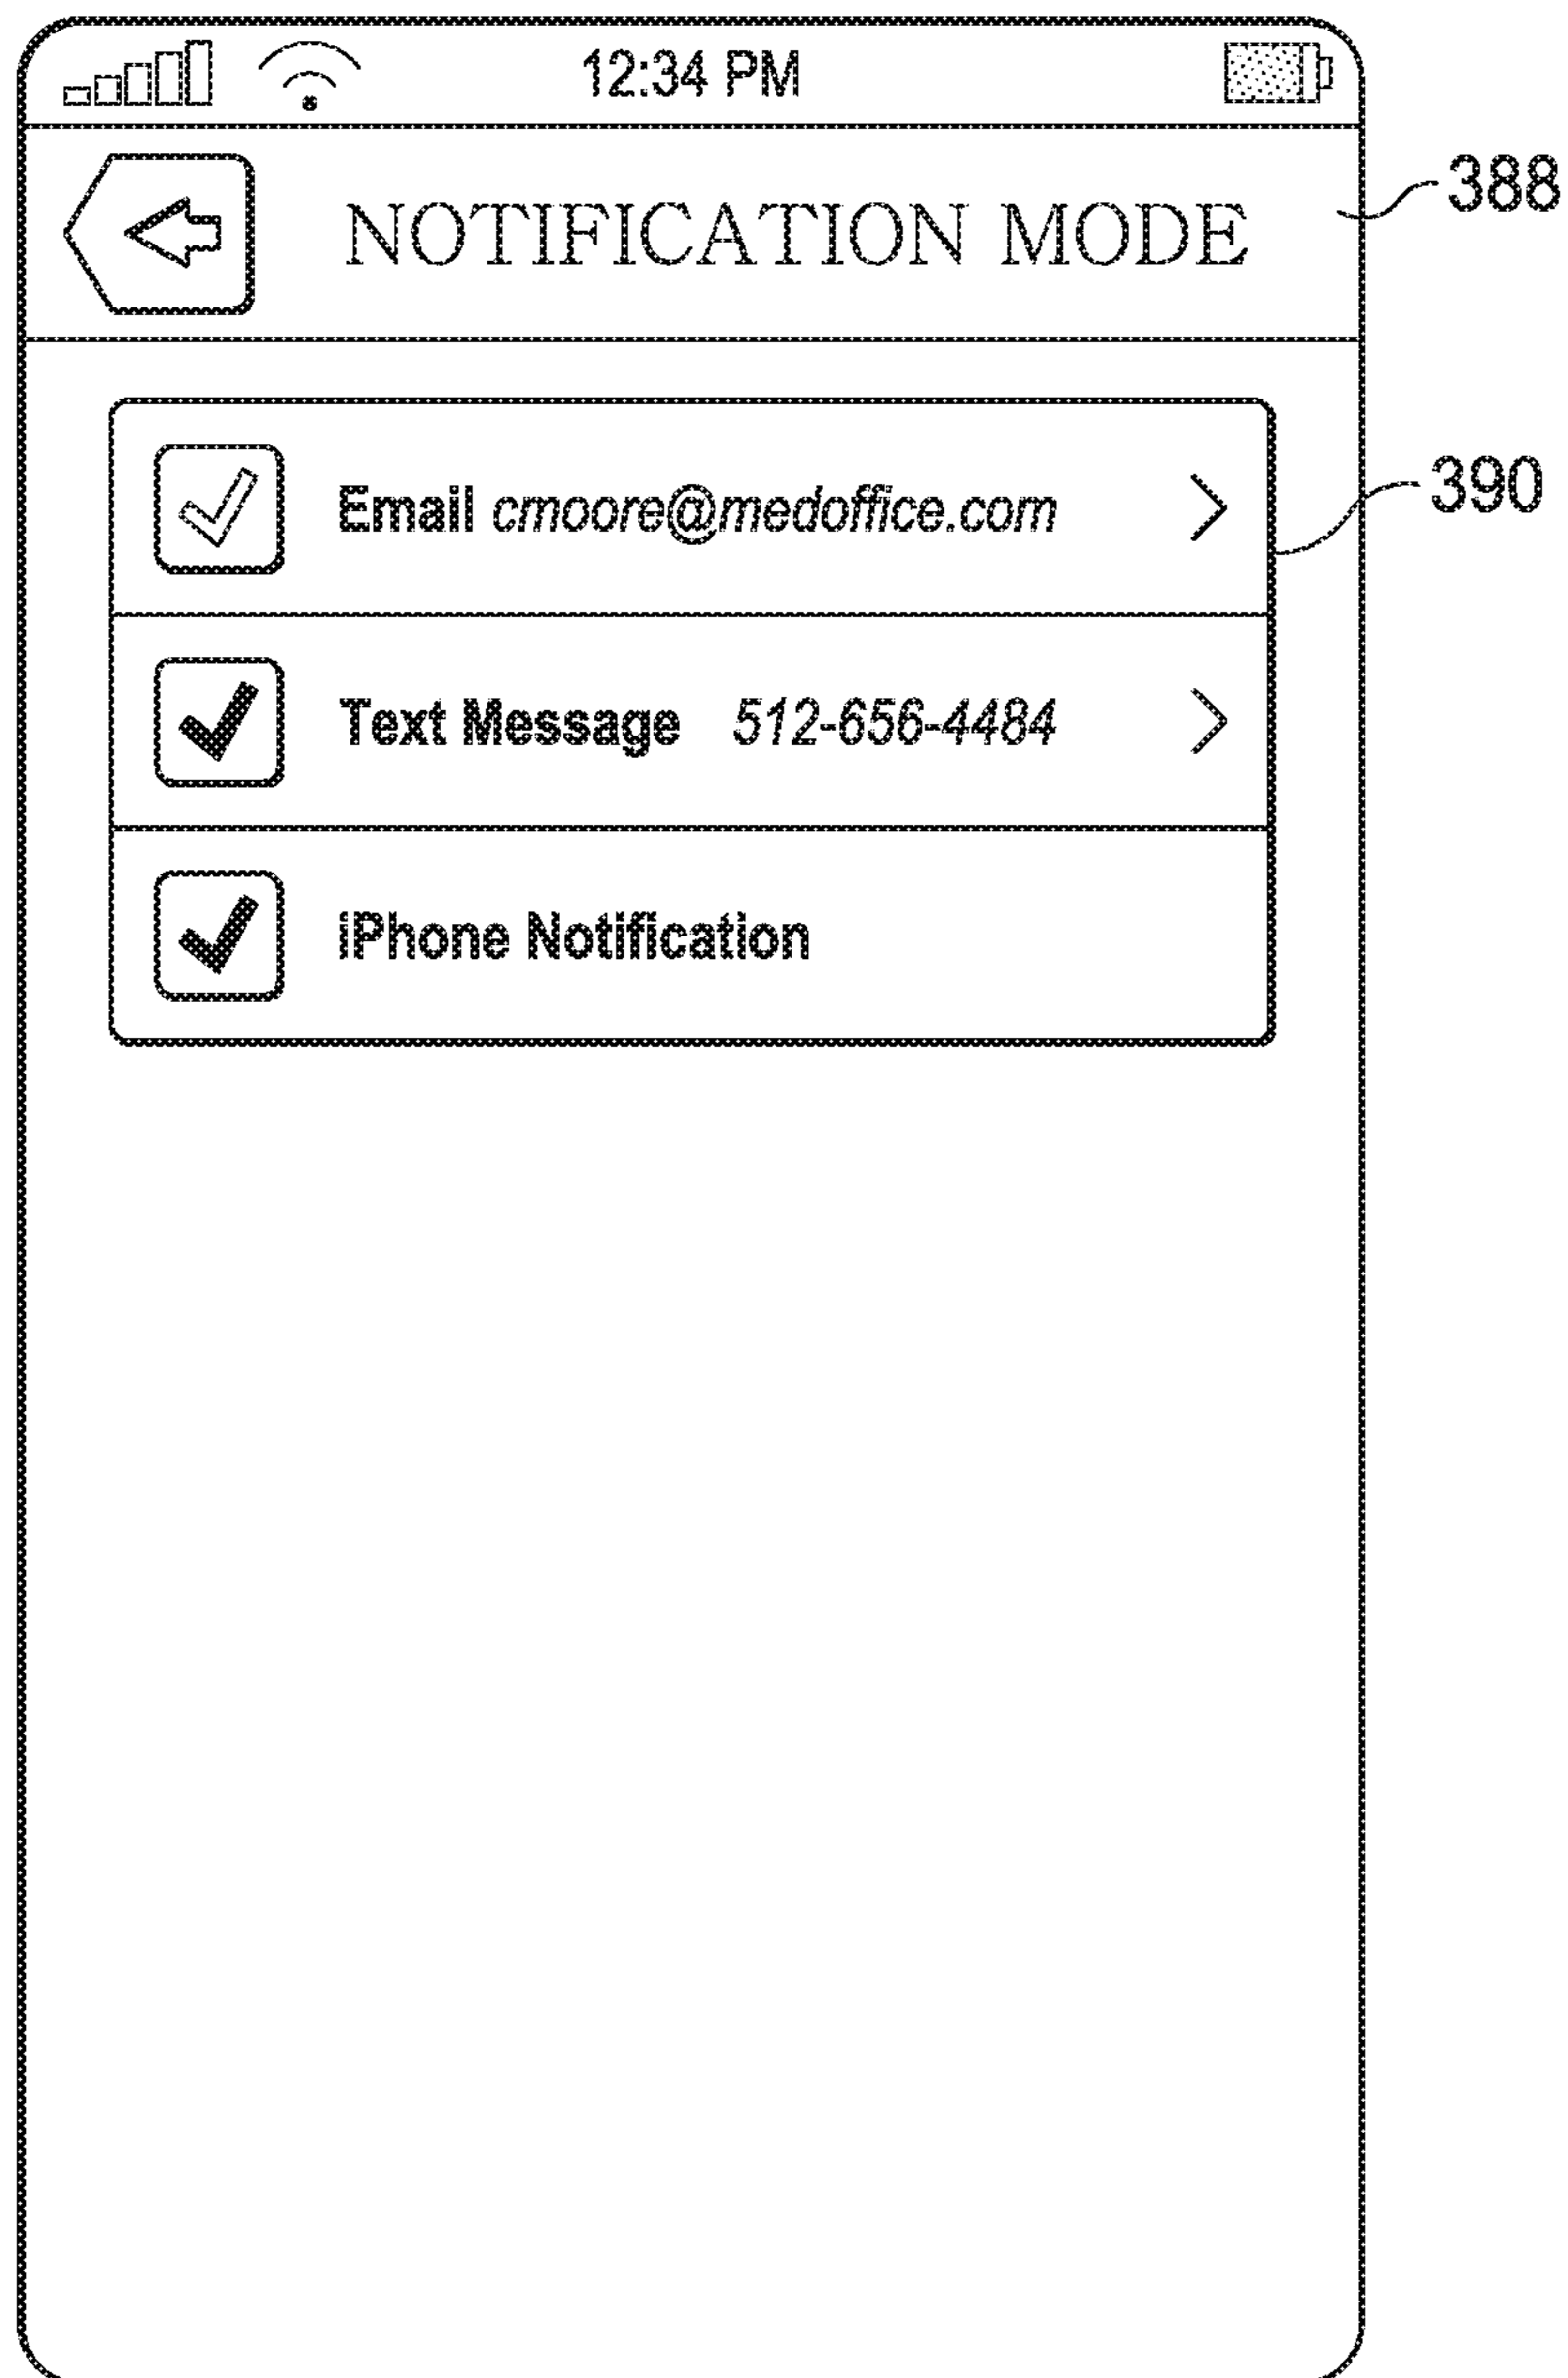 12:34 PM
NOTIFICATION MODE
388
Email cmoore@medoffice.com
390
Text Message 512-656-4484
iPhone Notification